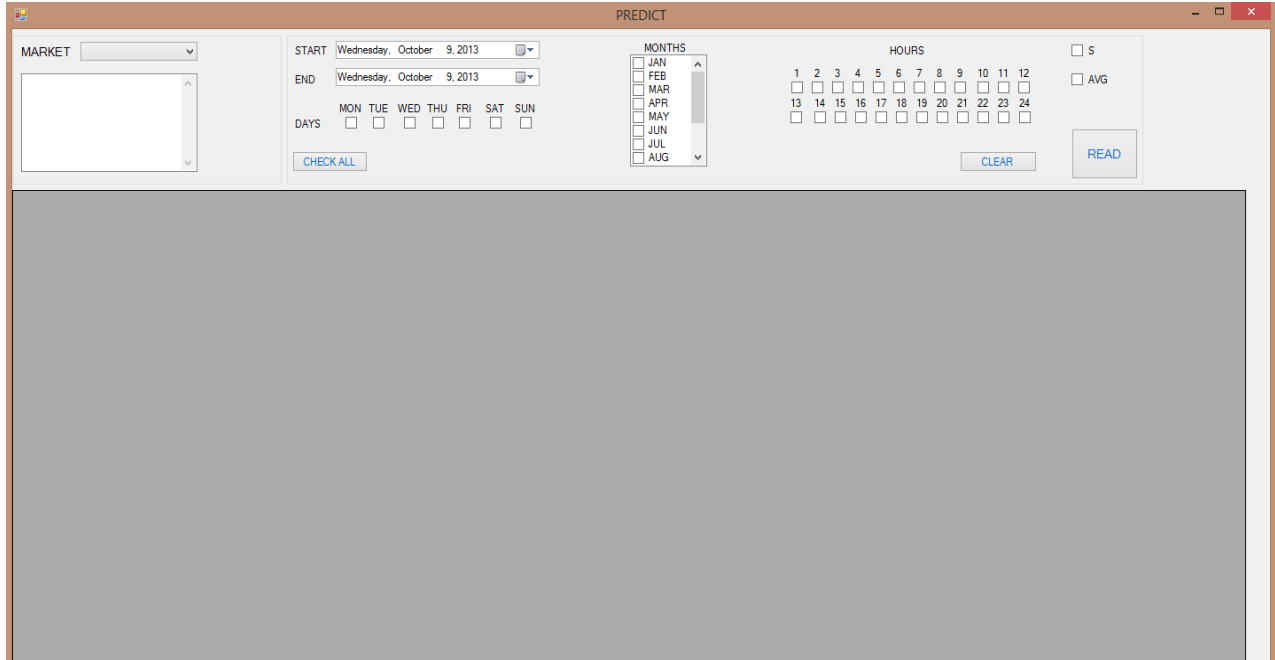 PREDICT
MARKET
START Wednesday, October 9, 2013
END Wednesday, October 9, 2013
MON TUE WED THU FRI SAT SUN
DAYS
CHECK ALL
MONTHS
JAN
FEB
MAR
APR
MAY
JUN
JUL
AUG
HOURS
1 2 3 4 5 6 7 8 9 10 11 12
13 14 15 16 17 18 19 20 21 22 23 24
CLEAR
S
AVG
READ